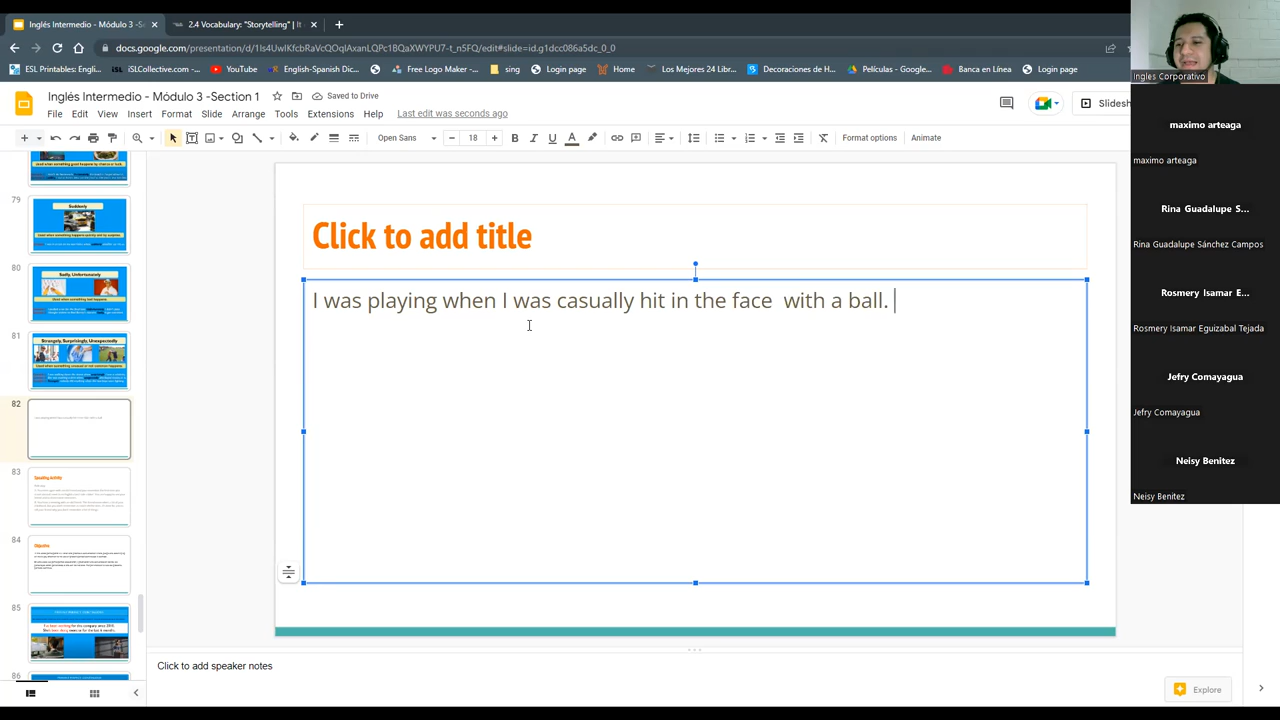 Inglés Intermedio - Módulo 3 -Se
2.4 Vocabulary: "Storytelling" | It
docs.google.com/presentation/d/1Is4UwIKfcbRaVcQOqIAxanLQPc1BQaXWYPU7-t_n5FQ/edit#slide=id.g1dcc086a5dc_0_0
ESL Printables: Engli...
iSLCollective.com -...
YouTube
English-Spanish Dic...
Free Logo Maker -
sing
Login page
Home
Los Mejores 24 Libr...
Decoraciones de H...
Películas - Google...
Banca en Línea
Login page
Inglés Intermedio - Módulo 3 -Section 1
Saved to Drive
File Edit View Insert Format Slide Arrange Tools Extensions Help
Last edit was seconds ago
Slidesh
Open Sans
18
Format options
Animate
79
Suddenly
80
Sadly, Unfortunately
81
Strangely, Surprisingly, Unexpectedly
82
83
84
Objective
85
86
Click to add title
I was playing when I was casually hit in the face with a ball.
Click to add speaker notes
Explore
Ingles Corporativo
maximo arteaga
maximo arteaga
Rina Guadalupe S...
Rina Guadalupe Sánchez Campos
Rosmery Isamar E...
Rosmery Isamar Eguizabal Tejada
Jefry Comayagua
Jefry Comayagua
Neisy Benitez
Neisy Benitez